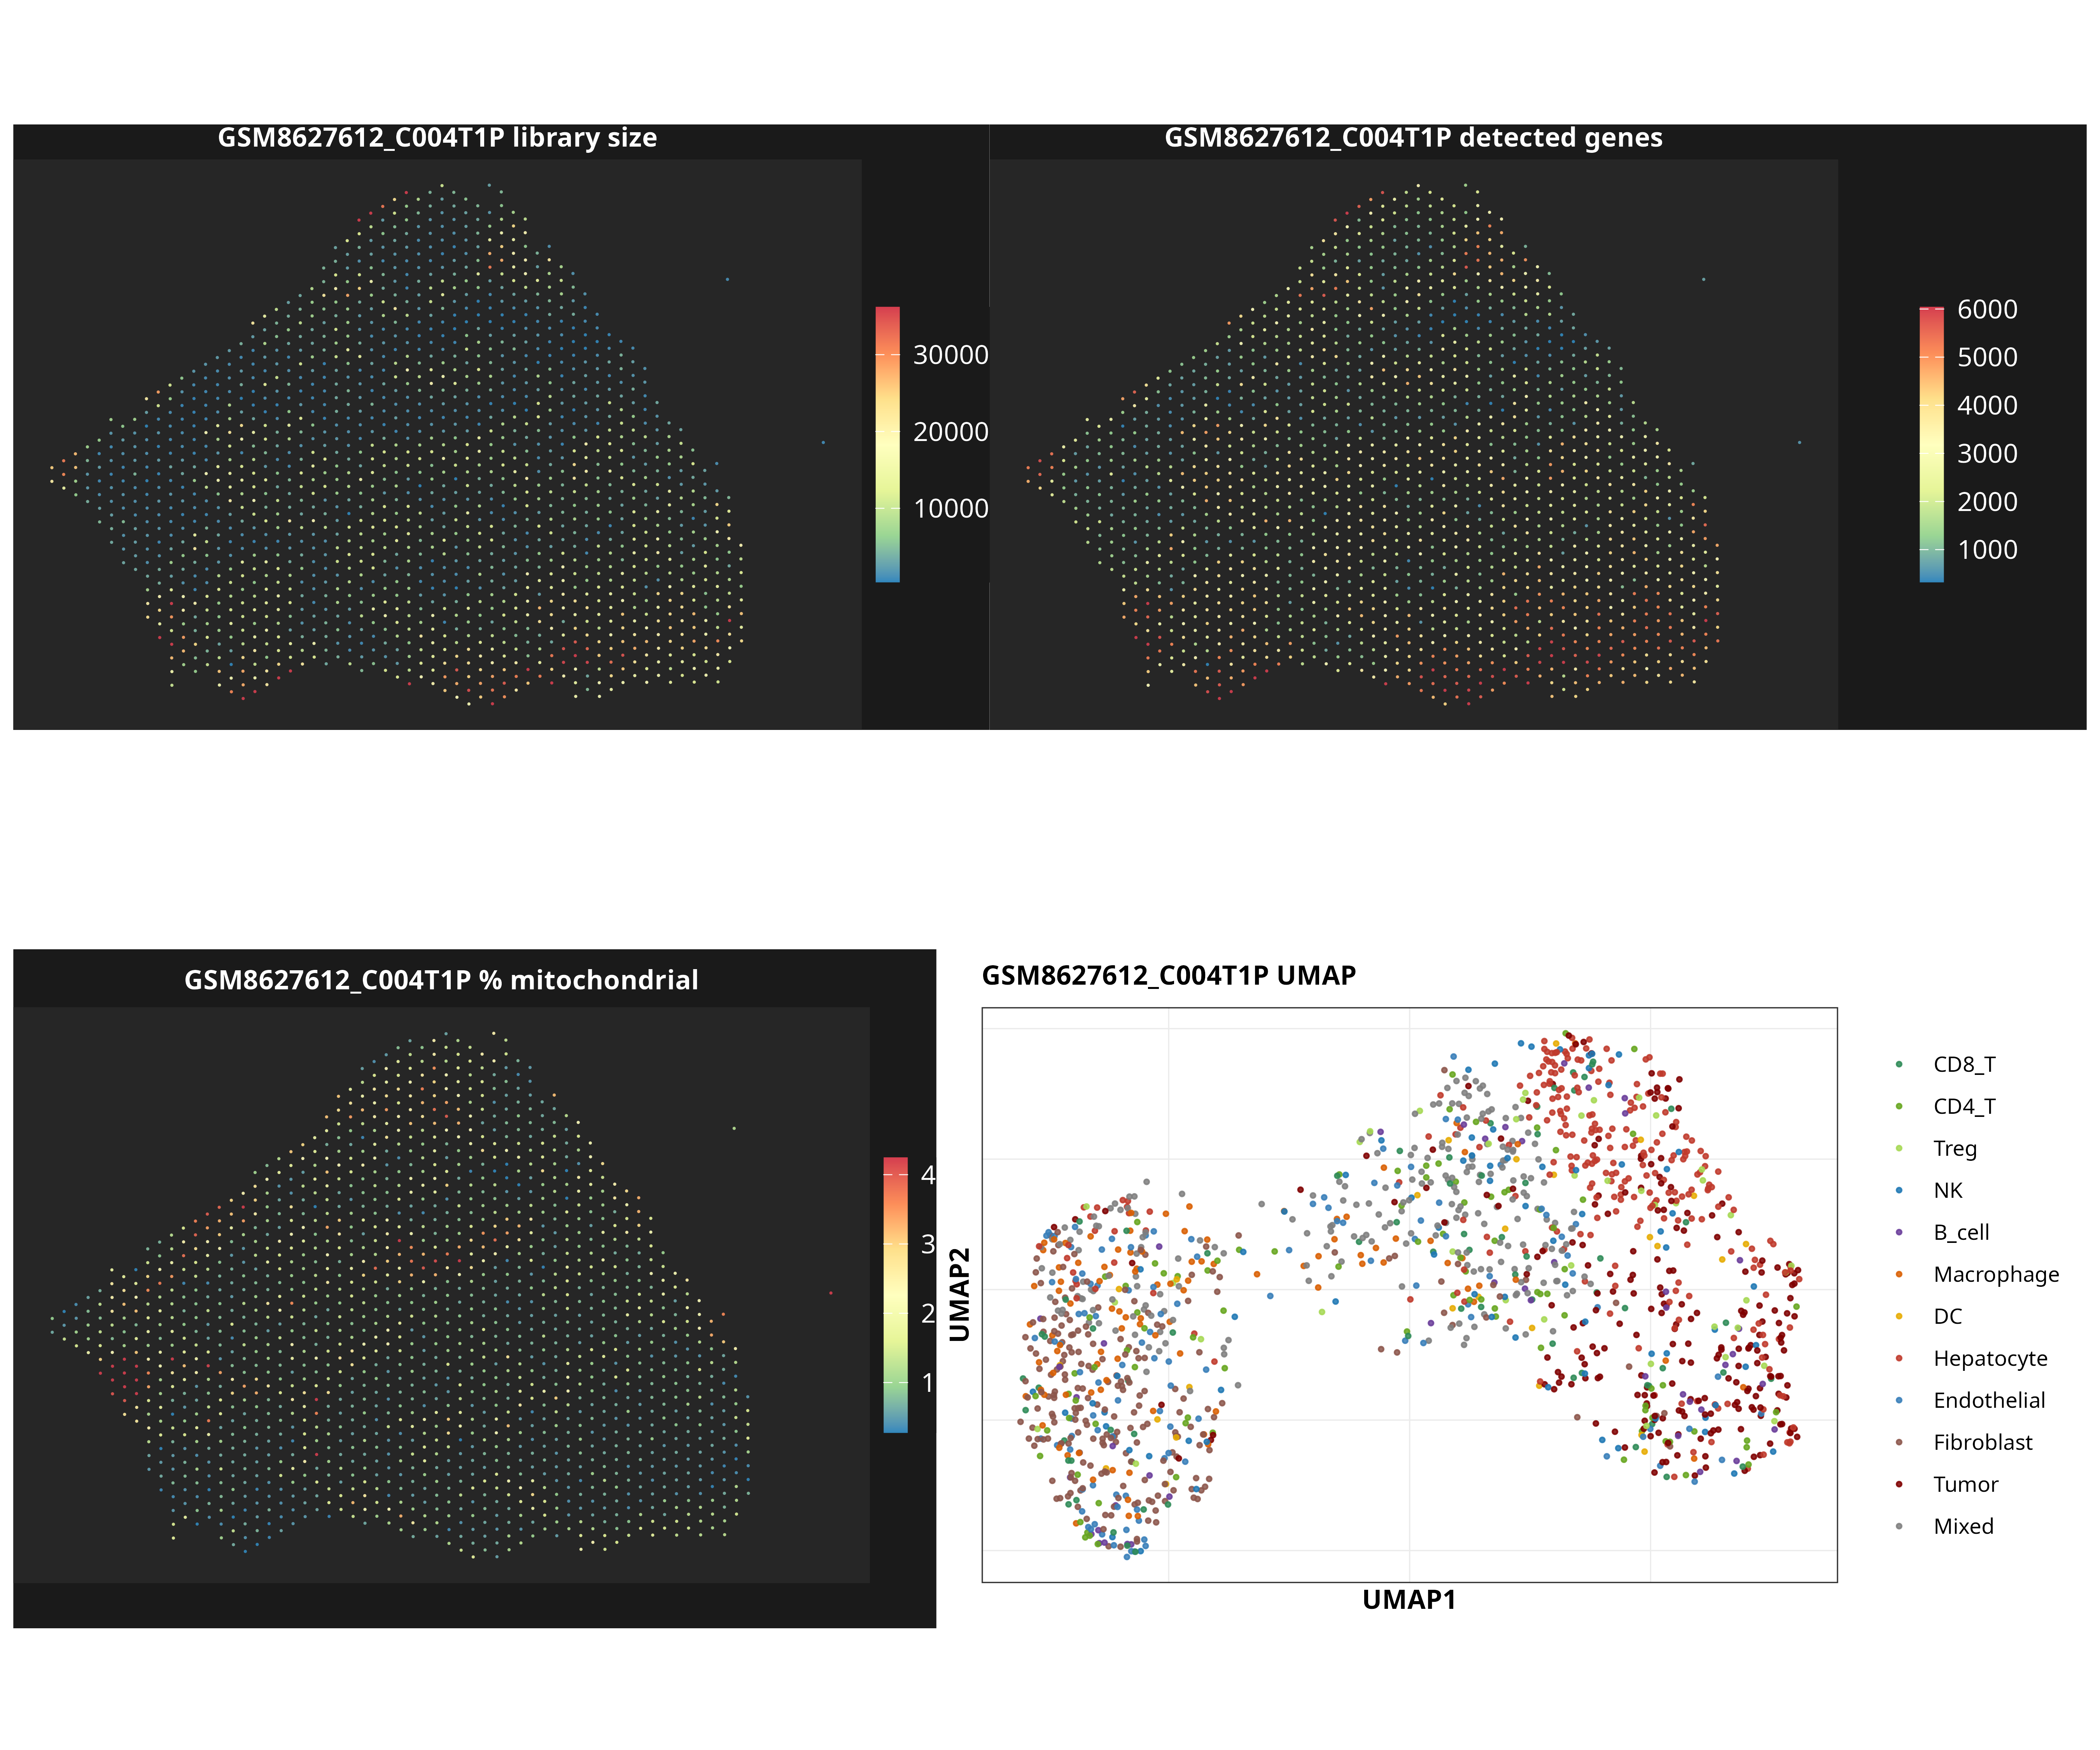 GSM8627612_C004T1P library size
30000
20000
10000
GSM8627612_C004T1P detected genes
6000
5000
4000
3000
2000
1000
GSM8627612_C004T1P % mitochondrial
4
3
2
1
GSM8627612_C004T1P UMAP
UMAP2
UMAP1
CD8_T
CD4_T
Treg
NK
B_cell
Macrophage
DC
Hepatocyte
Endothelial
Fibroblast
Tumor
Mixed